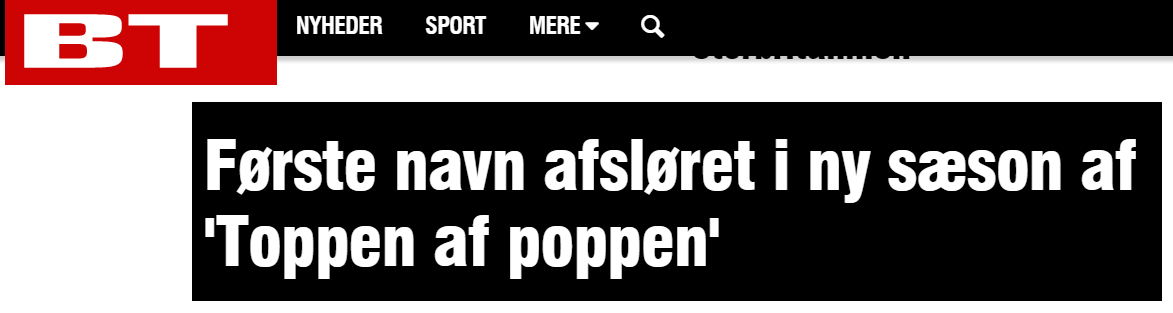 BT
NYHEDER SPORT MERE
Første navn afsløret i ny sæson af
'Toppen af poppen'